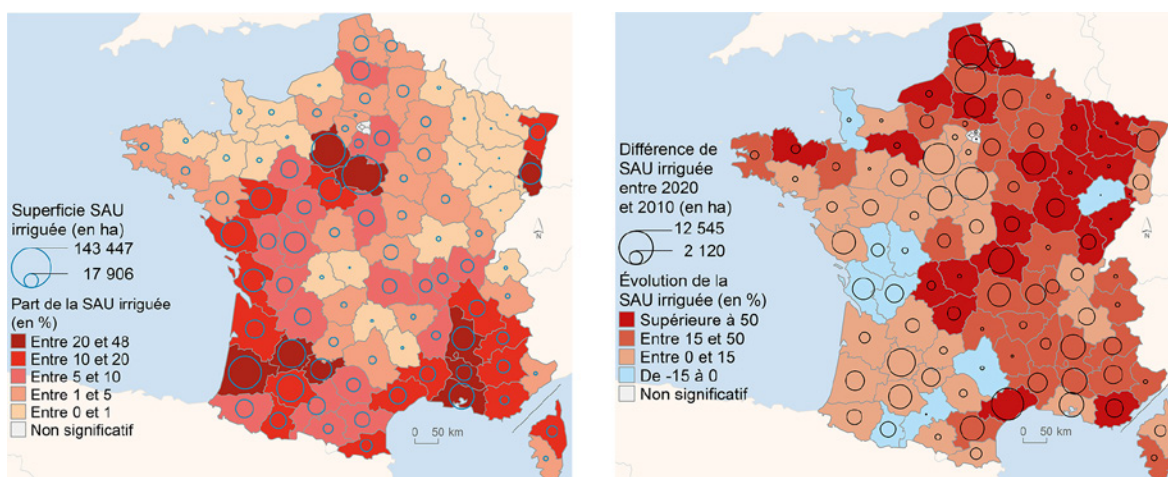 Superficie SAU
irriguée (en ha)
143 447
17 906
Part de la SAU irriguée
(en %)
Entre 20 et 48
Entre 10 et 20
Entre 5 et 10
Entre 1 et 5
Entre 0 et 1
Non significatif
N
0 50 km
Différence de
SAU irriguée
entre 2020
et 2010 (en ha)
12 545
2 120
Évolution de la
SAU irriguée (en %)
Supérieure à 50
Entre 15 et 50
Entre 0 et 15
De -15 à 0
Non significatif
N
0 50 km